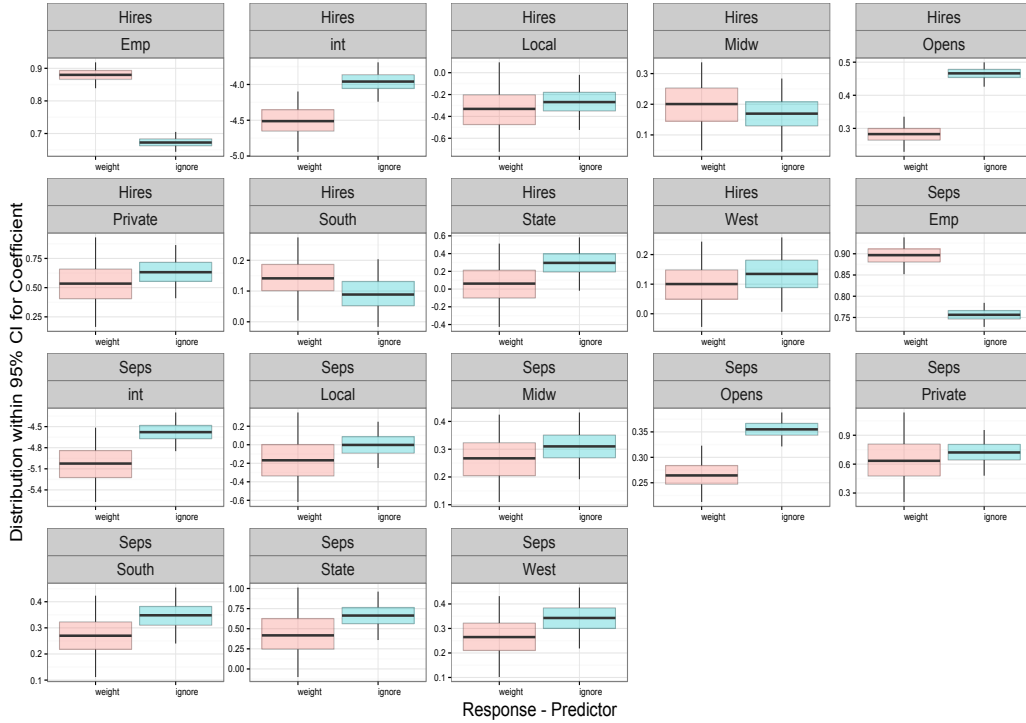 Hires
Hires
Hires
Hires
Hires
Emp
int
Local
Midw
Opens
0.9
0.7
-4.0
-4.5
-5.0
0.0
-0.3
-0.6
0.3
0.2
0.1
0.5
0.4
0.3
weight
ignore
weight
ignore
weight
ignore
weight
ignore
weight
ignore
Hires
Hires
Hires
Hires
Seps
Private
South
State
West
Emp
0.75
0.50
0.25
0.2
0.1
0.0
0.4
0.2
0.0
-0.2
-0.4
0.2
0.1
0.0
0.90
0.85
0.80
0.75
weight
ignore
weight
ignore
weight
ignore
weight
ignore
weight
ignore
Seps
Seps
Seps
Seps
Seps
int
Local
Midw
Opens
Private
-4.5
-4.8
-5.1
-5.4
0.2
0.0
-0.2
-0.4
-0.6
0.4
0.3
0.2
0.1
0.35
0.30
0.25
0.9
0.6
0.3
weight
ignore
weight
ignore
weight
ignore
weight
ignore
weight
ignore
Seps
Seps
Seps
South
State
West
0.4
0.3
0.2
0.1
1.00
0.75
0.50
0.25
0.00
0.4
0.3
0.2
0.1
weight
ignore
weight
ignore
weight
ignore
Distribution within 95% CI for Coefficient
Response - Predictor